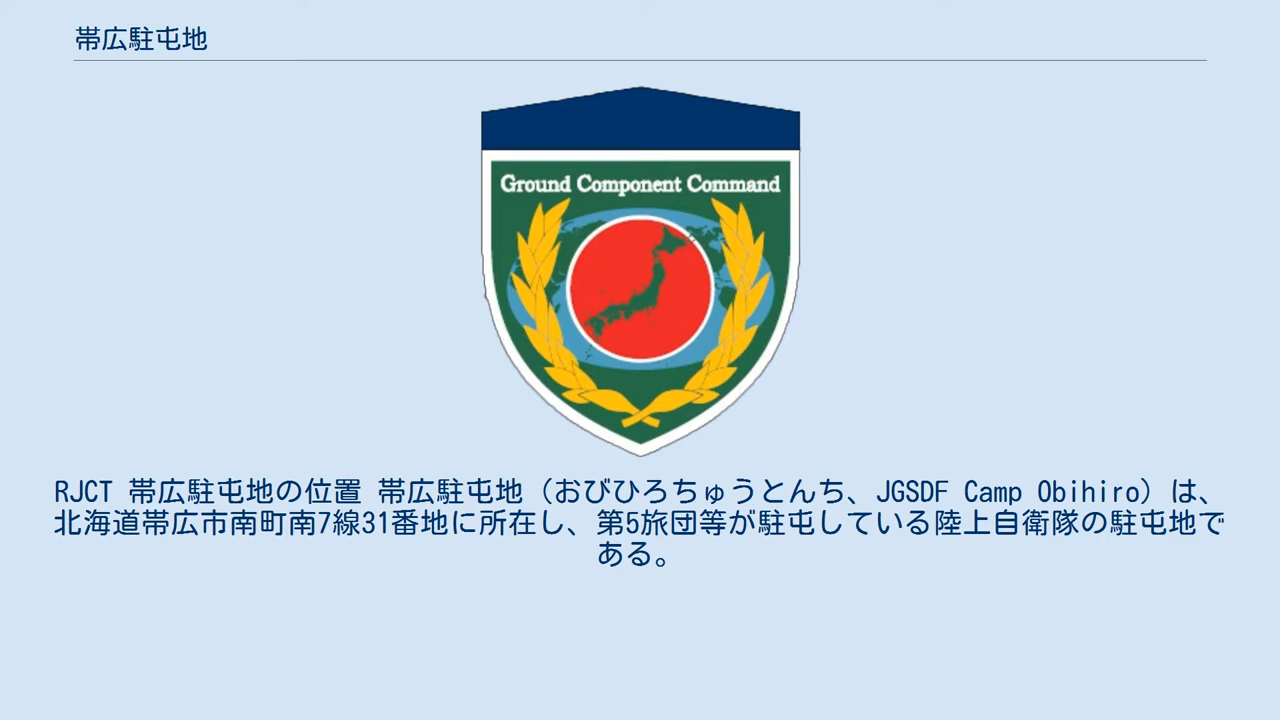 帯広駐屯地
Ground Component Command
RJCT 帯広駐屯地の位置 帯広駐屯地（おびひろちゅうとんち、JGSDF Camp Obihiro）は、
北海道帯広市南町南7線31番地に所在し、第5旅団等が駐屯している陸上自衛隊の駐屯地で
ある。